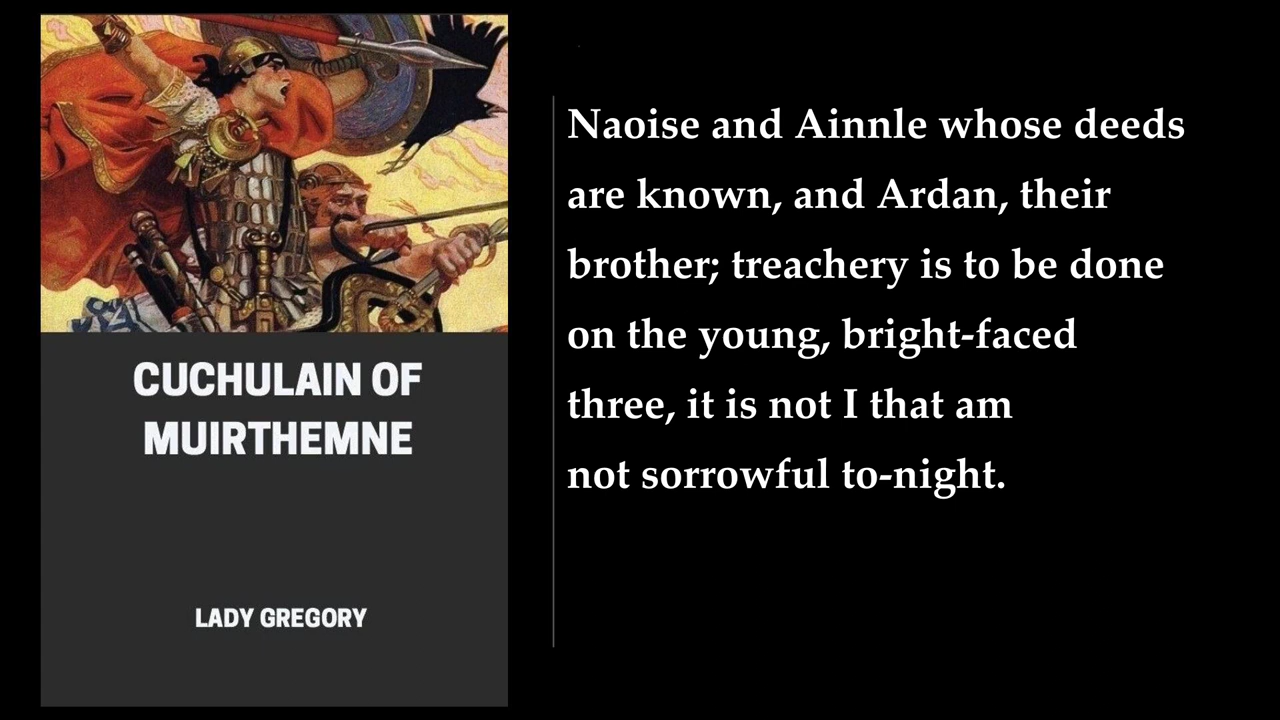 CUCHULAIN OF
MUIRTHEMNE
LADY GREGORY
Naoise and Ainnle whose deeds
are known, and Ardan, their
brother; treachery is to be done
on the young, bright-faced
three, it is not I that am
not sorrowful to-night.